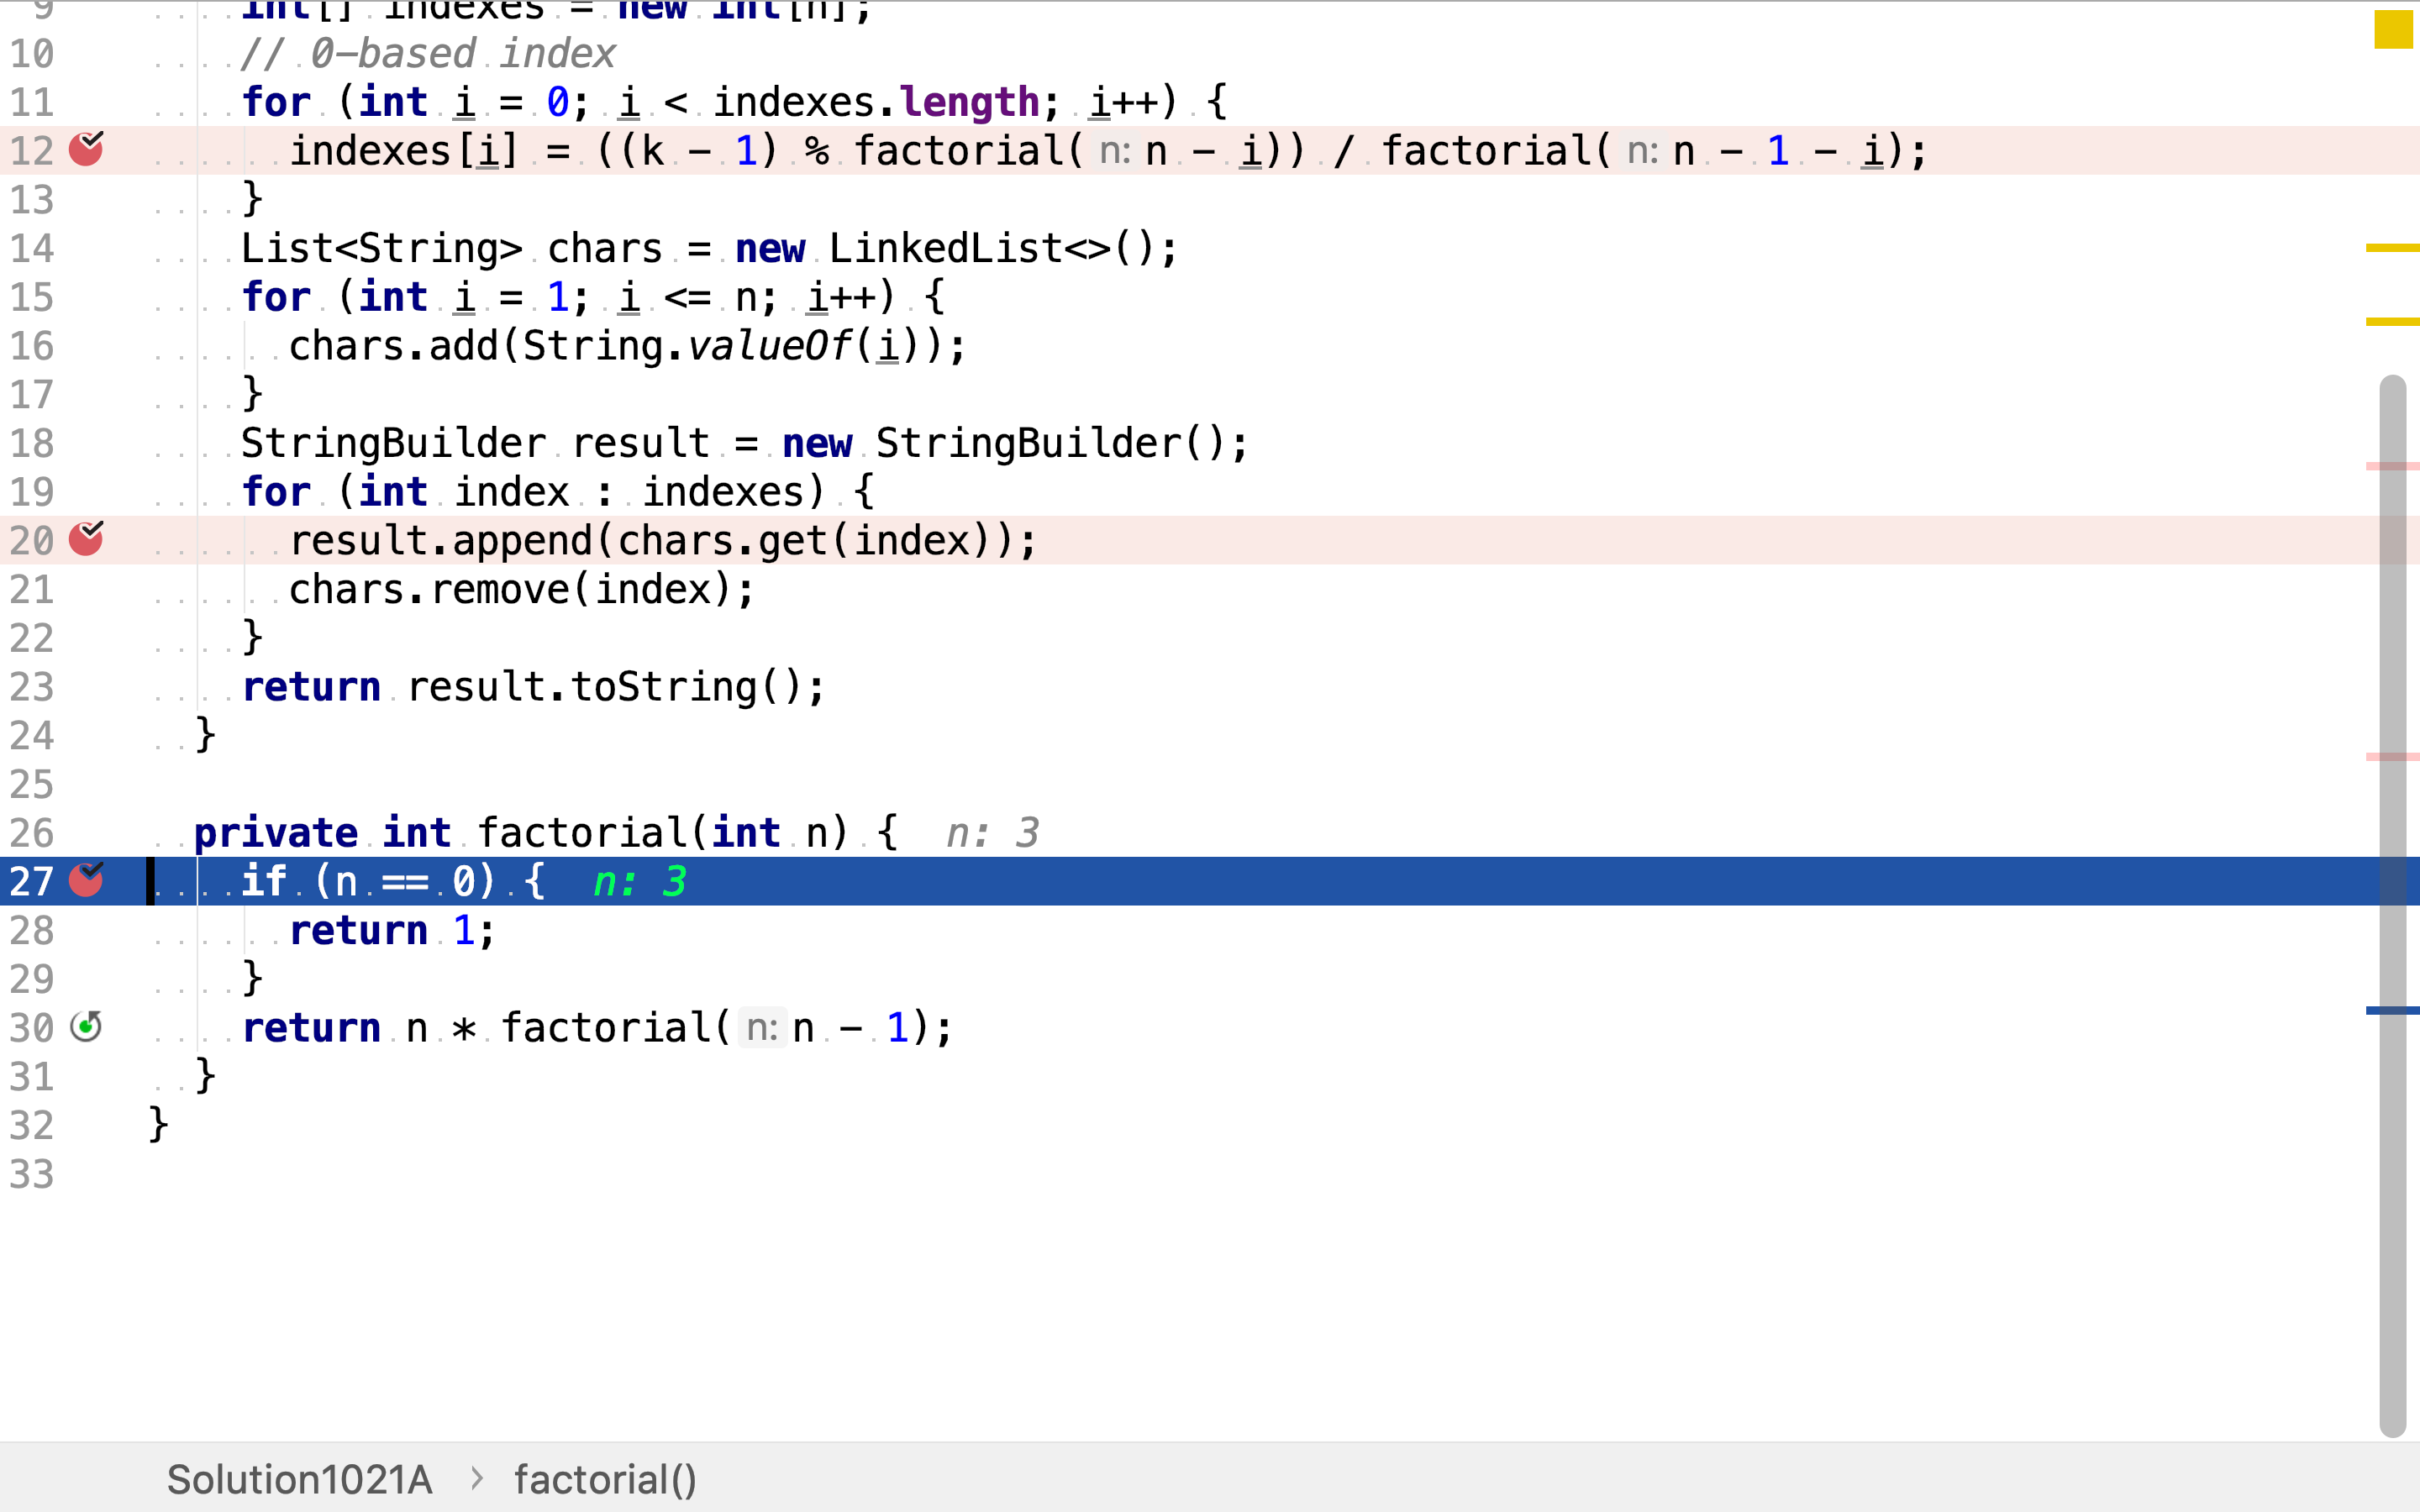 9 int[] indexes = new int[n];
10 // 0-based index
11 for (int i = 0; i < indexes.length; i++) {
12 indexes[i] = ((k - 1) % factorial( n: n - i)) / factorial( n: n - 1 - i);
13 }
14 List<String> chars = new LinkedList<>();
15 for (int i = 1; i <= n; i++) {
16 chars.add(String.valueOf(i));
17 }
18 StringBuilder result = new StringBuilder();
19 for (int index : indexes) {
20 result.append(chars.get(index));
21 chars.remove(index);
22 }
23 return result.toString();
24 }
25
26 private int factorial(int n) { n: 3
27 if (n == 0) { n: 3
28 return 1;
29 }
30 return n * factorial( n: n - 1);
31 }
32 }
33
Solution1021A > factorial()